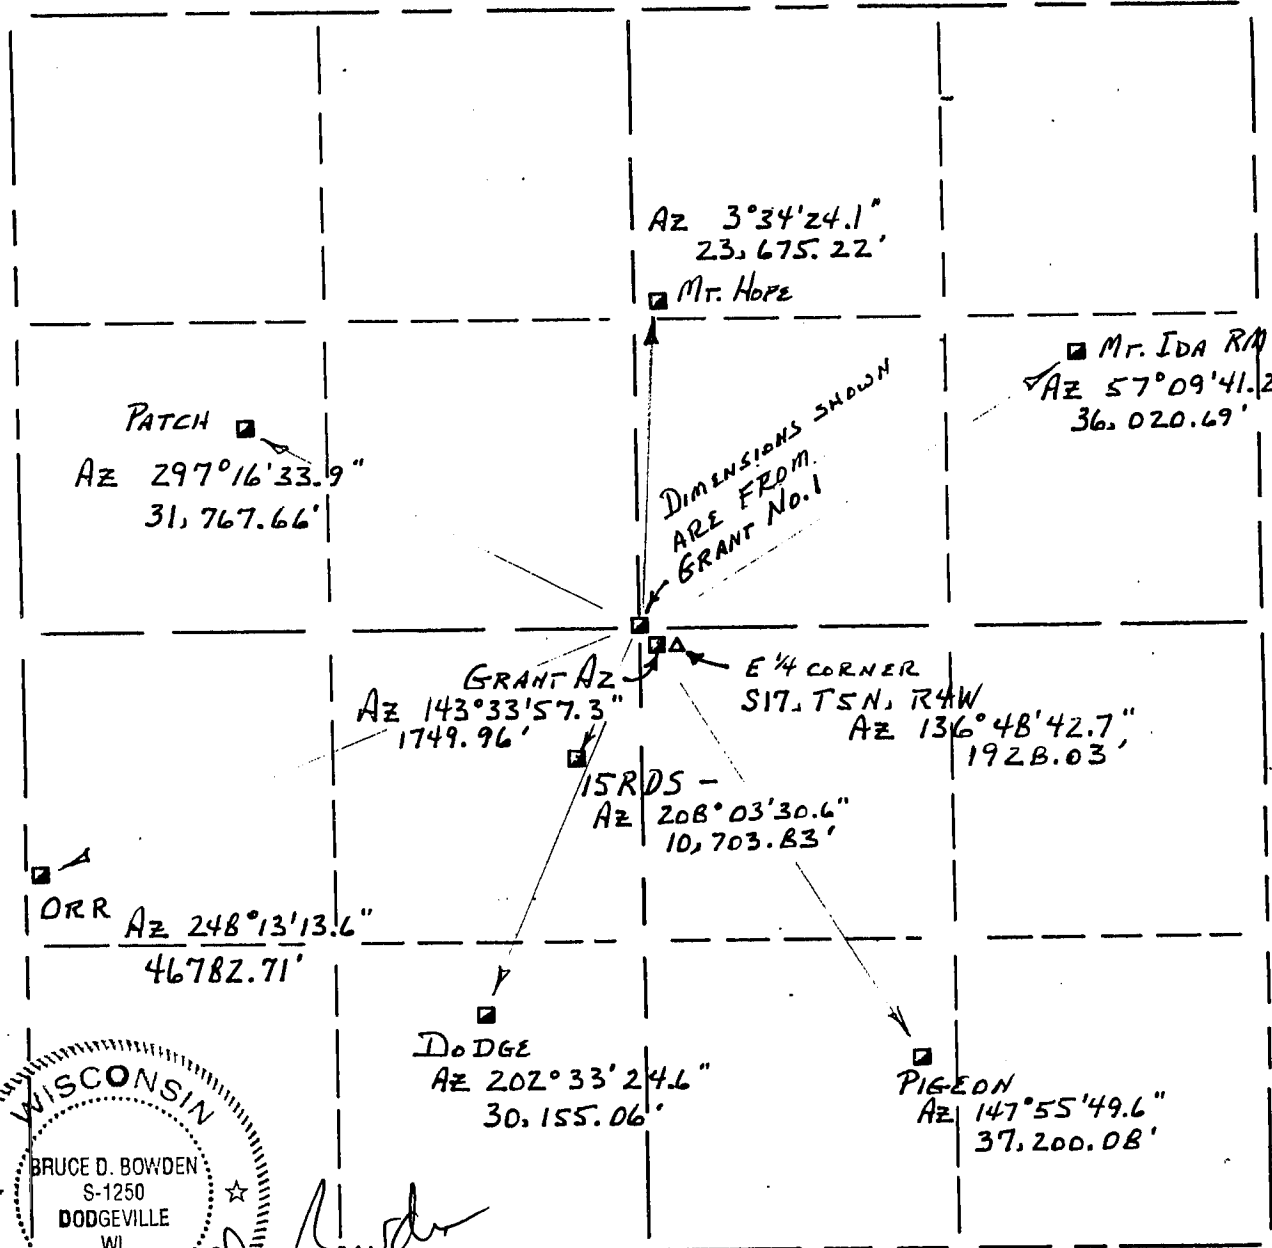 Az 3°34'24.1"
23,675.22'
Mt. Hope
Mt. Ida RM
Az 57°09'41.2
36,020.69'
PATCH
Az 297°16'33.9"
31,767.66'
DIMENSIONS SHOWN
ARE FROM
GRANT No.1
GRANT Az
Az 143°33'57.3"
1749.96'
E 1/4 CORNER
S17, T5N, R4W
Az 136°48'42.7"
1928.03'
15 RDS -
Az 208°03'30.6"
10,703.83'
ORR
Az 248°13'13.6"
46782.71'
DODGE
Az 202°33'24.6"
30,155.06'
PIGEON
Az 147°55'49.6"
37,200.08'
WISCONSIN
BRUCE D. BOWDEN
S-1250
DODGEVILLE
WI